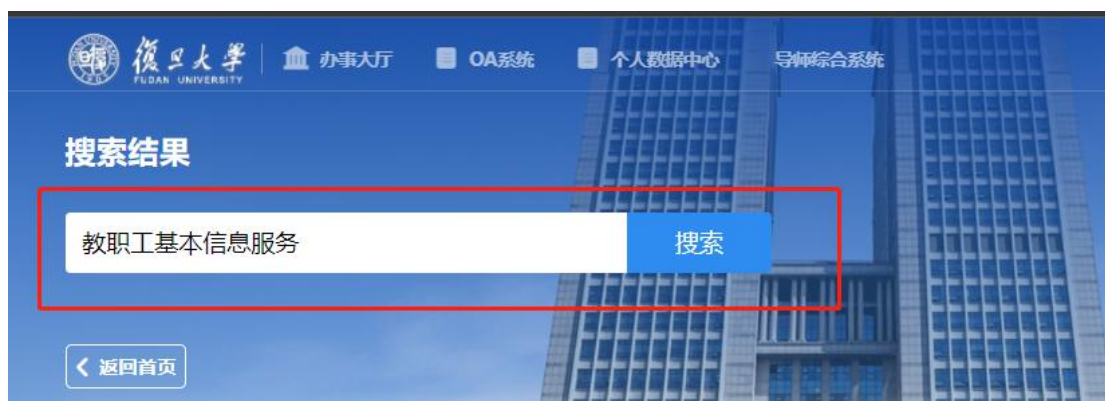 復旦大學 办事大厅 OA系统 个人数据中心 导师综合系统
FUDAN UNIVERSITY
搜索结果
教职工基本信息服务 搜索
返回首页